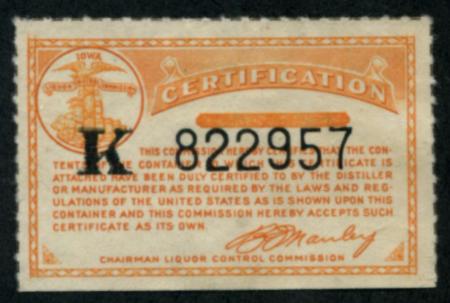 IOWA
LIQUOR COMMISSION
CERTIFICATION
K 822957
THIS COMMISSION HEREBY CERTIFIES THAT THE CON-
TENTS OF THE CONTAINER TO WHICH THIS CERTIFICATE IS
ATTACHED HAVE BEEN DULY CERTIFIED TO BY THE DISTILLER
OR MANUFACTURER AS REQUIRED BY THE LAWS AND REG-
ULATIONS OF THE UNITED STATES AS IS SHOWN UPON THIS
CONTAINER AND THIS COMMISSION HEREBY ACCEPTS SUCH
CERTIFICATE AS ITS OWN.
Manley
CHAIRMAN LIQUOR CONTROL COMMISSION